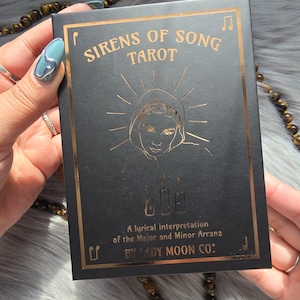 SIRENS OF SONG
TAROT
A lyrical interpretation
of the Major and Minor Arcana
BY LADY MOON CO.